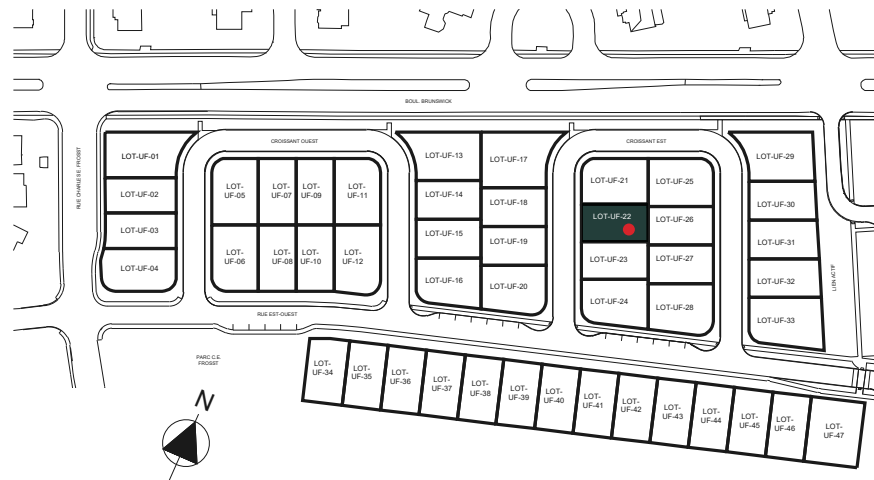 BOUL. BRUNSWICK
CROISSANT OUEST
CROISSANT EST
RUE CHARLES E. FROSST
LOT-UF-01
LOT-UF-02
LOT-UF-03
LOT-UF-04
LOT-
UF-05
LOT-
UF-07
LOT-
UF-09
LOT-
UF-11
LOT-
UF-06
LOT-
UF-08
LOT-
UF-10
LOT-
UF-12
LOT-UF-13
LOT-UF-14
LOT-UF-15
LOT-UF-16
LOT-UF-17
LOT-UF-18
LOT-UF-19
LOT-UF-20
LOT-UF-21
LOT-UF-22
LOT-UF-23
LOT-UF-24
LOT-UF-25
LOT-UF-26
LOT-UF-27
LOT-UF-28
LOT-UF-29
LOT-UF-30
LOT-UF-31
LOT-UF-32
LOT-UF-33
LIEN ACTIF
RUE EST-OUEST
PARC C.E.
FROSST
LOT-
UF-34
LOT-
UF-35
LOT-
UF-36
LOT-
UF-37
LOT-
UF-38
LOT-
UF-39
LOT-
UF-40
LOT-
UF-41
LOT-
UF-42
LOT-
UF-43
LOT-
UF-44
LOT-
UF-45
LOT-
UF-46
LOT-
UF-47
N